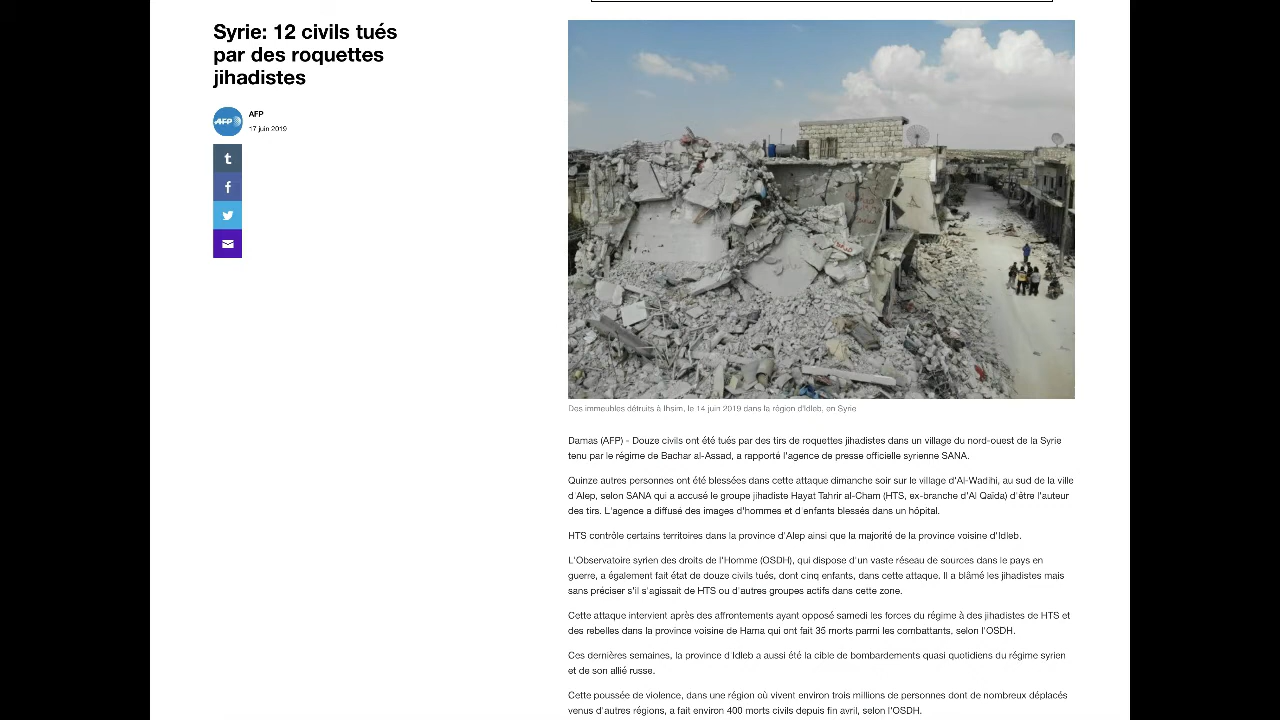 Syrie: 12 civils tués
par des roquettes
jihadistes
AFP
AFP
17 juin 2019
Des immeubles détruits à Ihsim, le 14 juin 2019 dans la région d'Idleb, en Syrie
Damas (AFP) - Douze civils ont été tués par des tirs de roquettes jihadistes dans un village du nord-ouest de la Syrie
tenu par le régime de Bachar al-Assad, a rapporté l'agence de presse officielle syrienne SANA.
Quinze autres personnes ont été blessées dans cette attaque dimanche soir sur le village d'Al-Wadihi, au sud de la ville
d'Alep, selon SANA qui a accusé le groupe jihadiste Hayat Tahrir al-Cham (HTS, ex-branche d'Al Qaïda) d'être l'auteur
des tirs. L'agence a diffusé des images d'hommes et d'enfants blessés dans un hôpital.
HTS contrôle certains territoires dans la province d'Alep ainsi que la majorité de la province voisine d'Idleb.
L'Observatoire syrien des droits de l'Homme (OSDH), qui dispose d'un vaste réseau de sources dans le pays en
guerre, a également fait état de douze civils tués, dont cinq enfants, dans cette attaque. Il a blâmé les jihadistes mais
sans préciser s'il s'agissait de HTS ou d'autres groupes actifs dans cette zone.
Cette attaque intervient après des affrontements ayant opposé samedi les forces du régime à des jihadistes de HTS et
des rebelles dans la province voisine de Hama qui ont fait 35 morts parmi les combattants, selon l'OSDH.
Ces dernières semaines, la province d'Idleb a aussi été la cible de bombardements quasi quotidiens du régime syrien
et de son allié russe.
Cette poussée de violence, dans une région où vivent environ trois millions de personnes dont de nombreux déplacés
venus d'autres régions, a fait environ 400 morts civils depuis fin avril, selon l'OSDH.